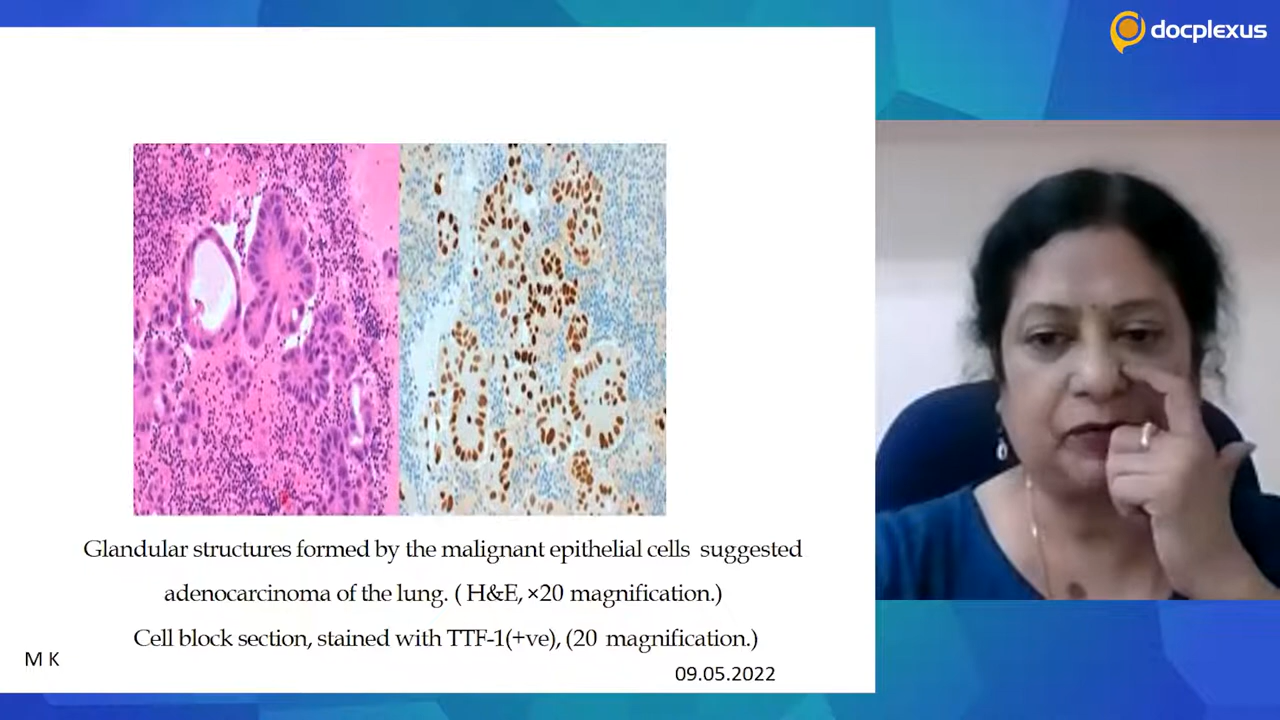 docplexus
Glandular structures formed by the malignant epithelial cells suggested
adenocarcinoma of the lung. ( H&E, ×20 magnification.)
Cell block section, stained with TTF-1(+ve), (20 magnification.)
M K
09.05.2022